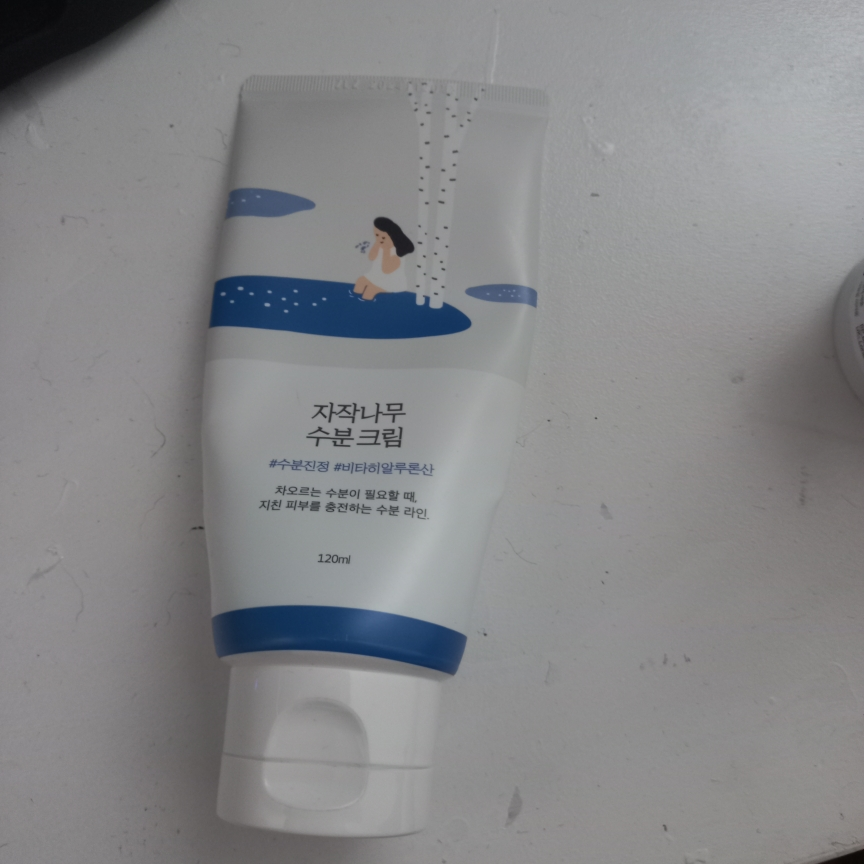 자작나무
수분 크림
#수분진정 #비타히알루론산
차오르는 수분이 필요할 때,
지친 피부를 충전하는 수분 라인.
120ml